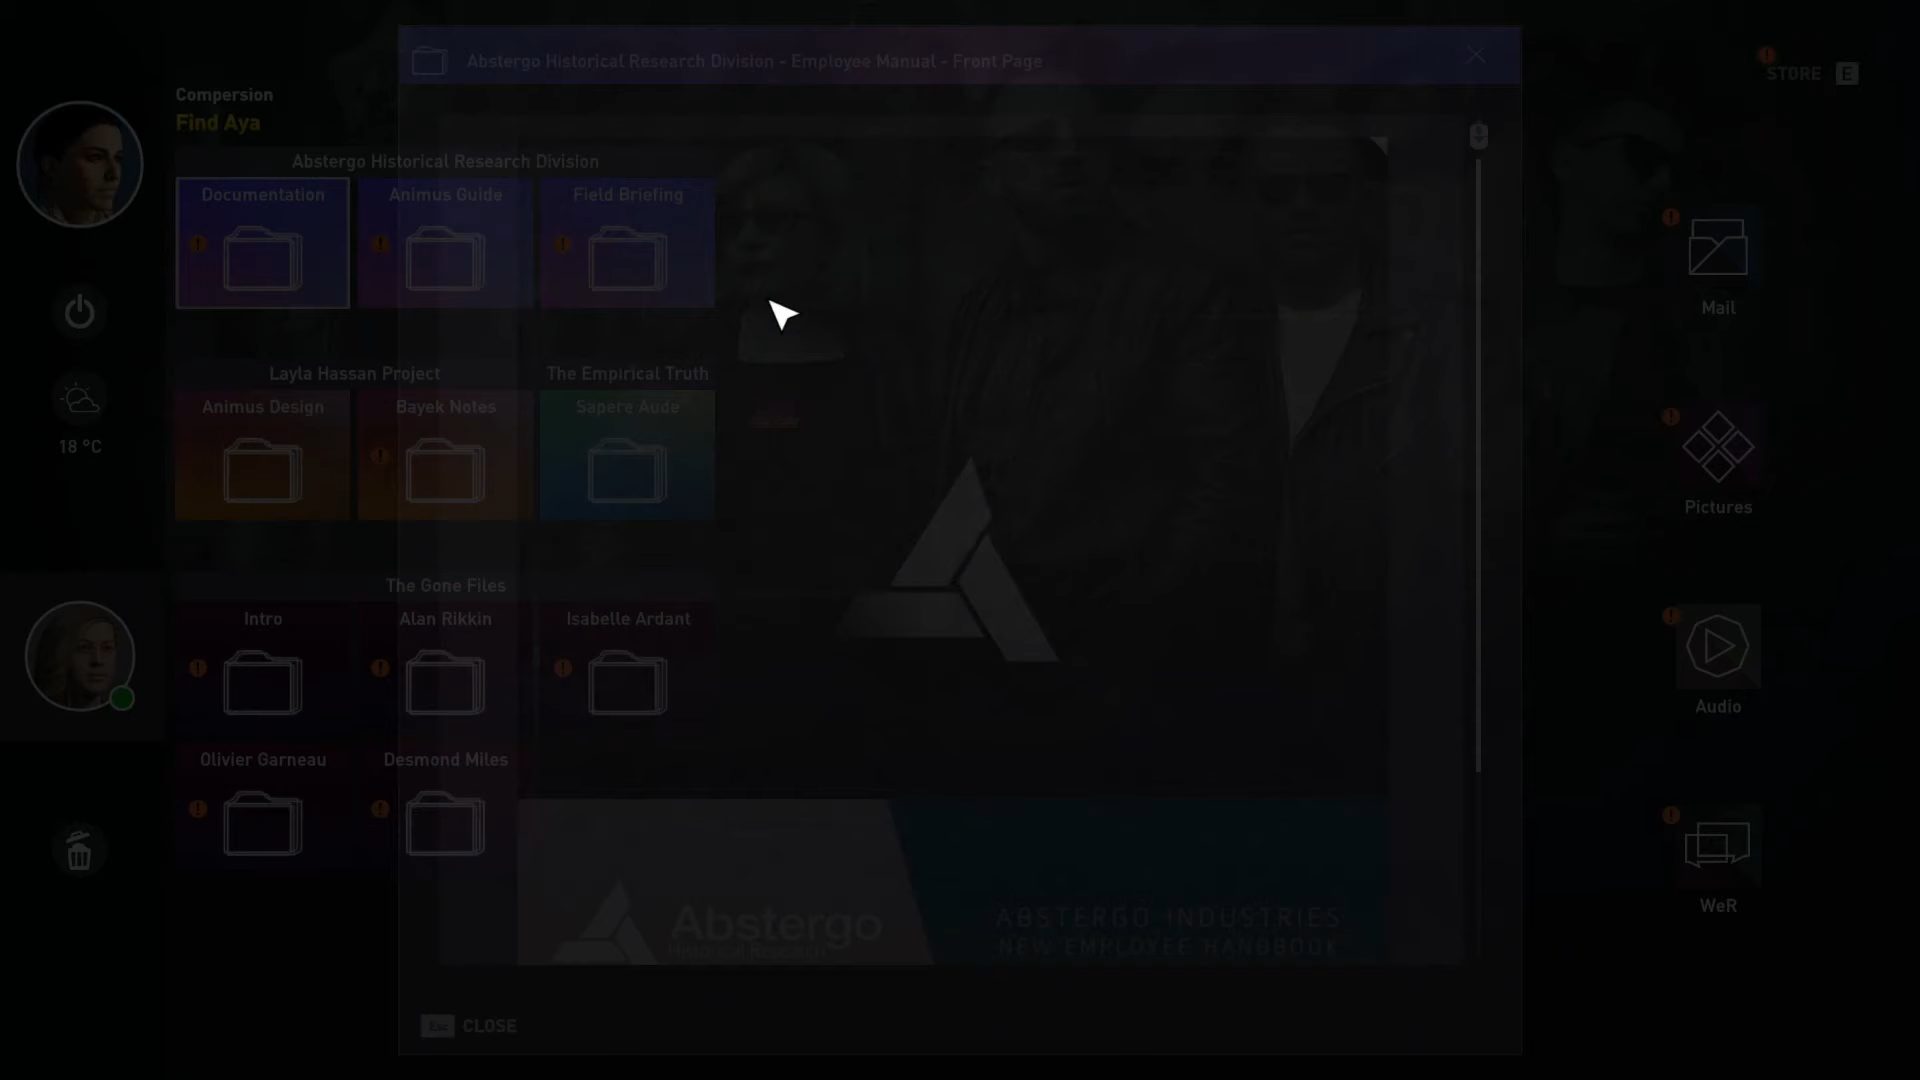 Abstergo Historical Research Division - Employee Manual - Front Page
STORE E
Compersion
Find Aya
Abstergo Historical Research Division
Documentation
Animus Guide
Field Briefing
Mail
Layla Hassan Project
The Empirical Truth
Animus Design
Bayek Notes
Sapere Aude
18 °C
Pictures
The Gone Files
Intro
Alan Rikkin
Isabelle Ardant
Audio
Olivier Garneau
Desmond Miles
WeR
Abstergo
Historical Research
ABSTERGO INDUSTRIES
NEW EMPLOYEE HANDBOOK
Esc CLOSE